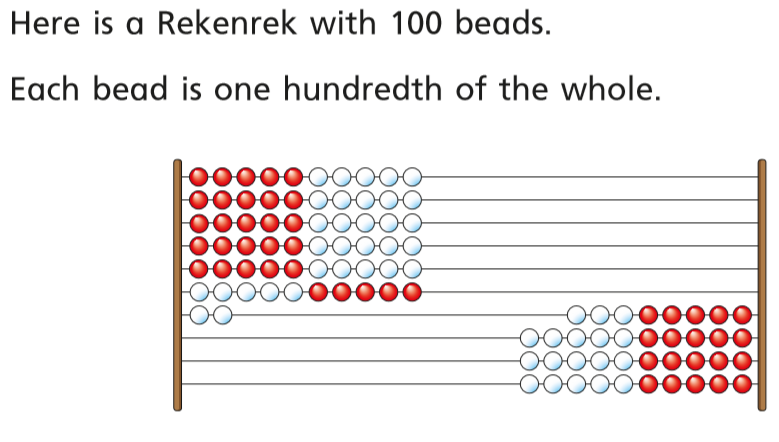 Here is a Rekenrek with 100 beads.
Each bead is one hundredth of the whole.